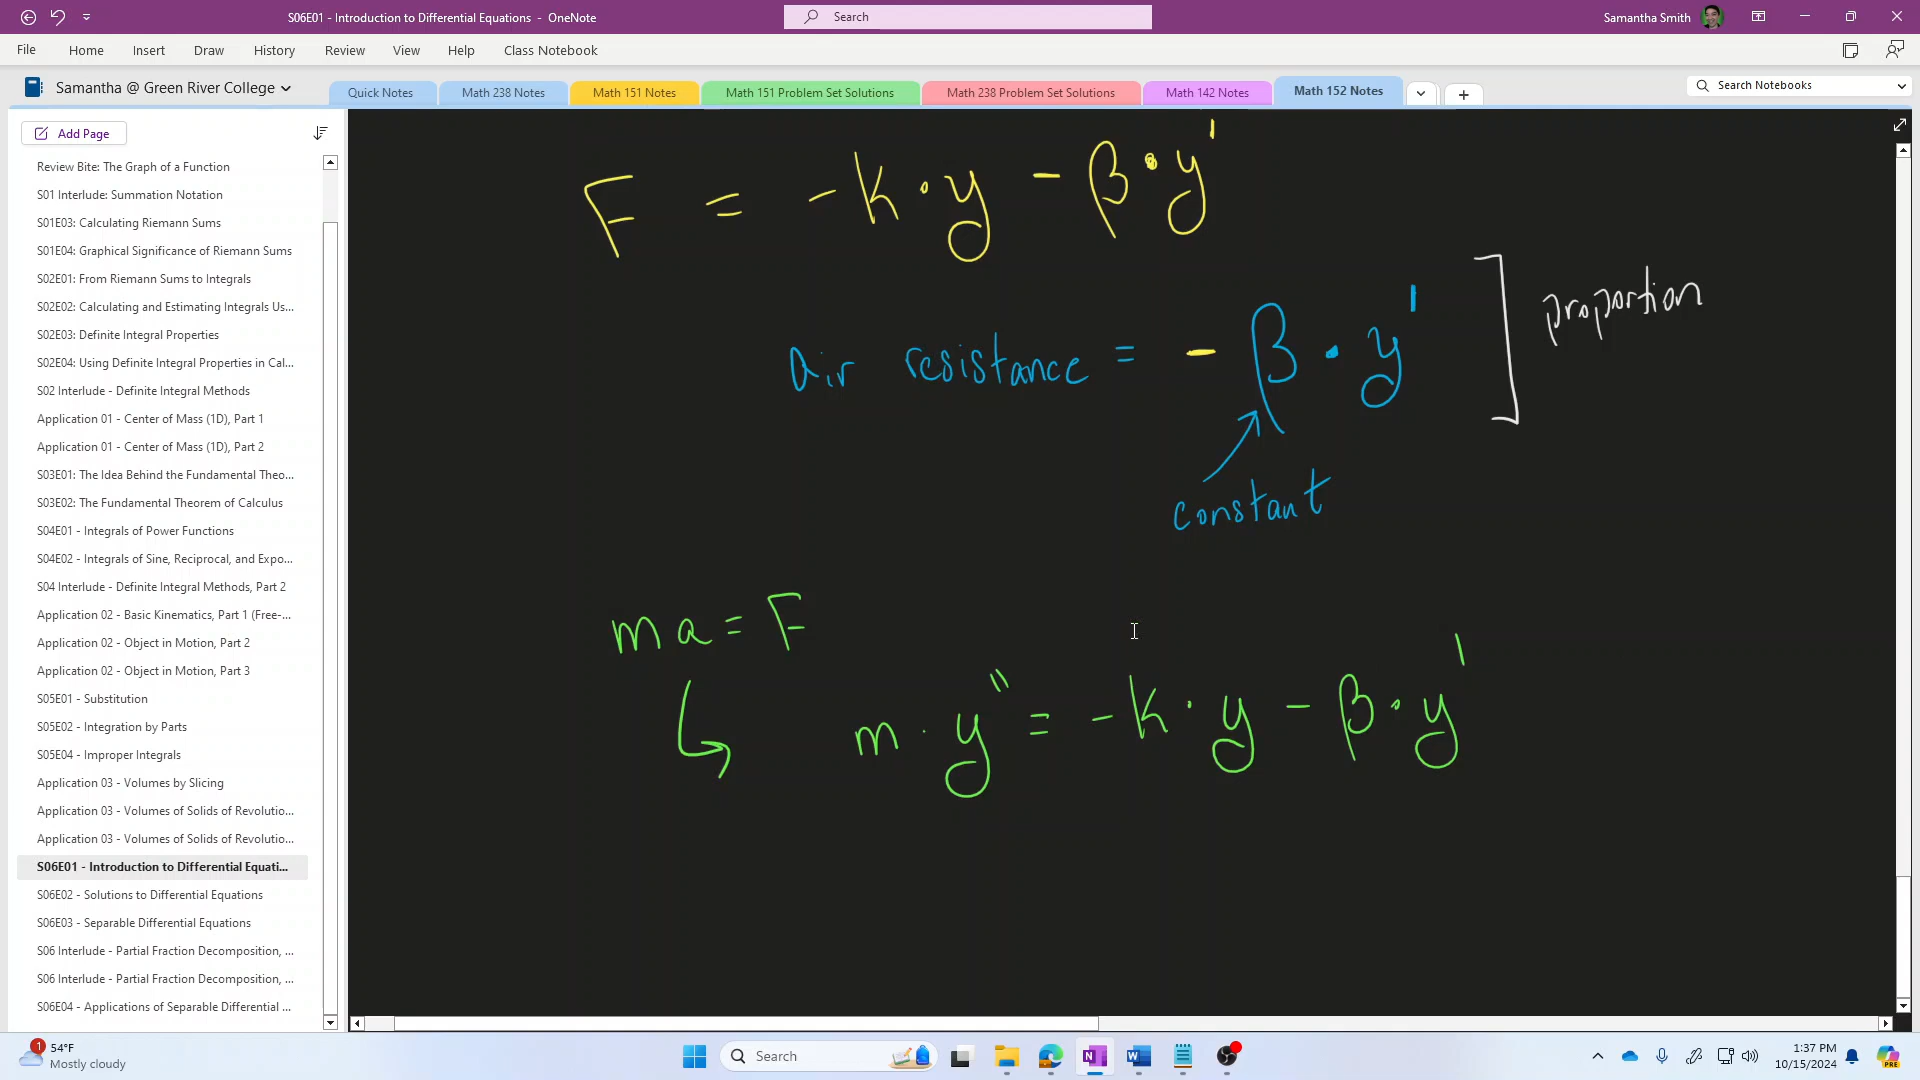 S06E01 - Introduction to Differential Equations - OneNote
Search
Samantha Smith
File Home Insert Draw History Review View Help Class Notebook
Samantha @ Green River College
Quick Notes
Math 238 Notes
Math 151 Notes
Math 151 Problem Set Solutions
Math 238 Problem Set Solutions
Math 142 Notes
Math 152 Notes
Search Notebooks
Add Page
Review Bite: The Graph of a Function
S01 Interlude: Summation Notation
S01E03: Calculating Riemann Sums
S01E04: Graphical Significance of Riemann Sums
S02E01: From Riemann Sums to Integrals
S02E02: Calculating and Estimating Integrals Us...
S02E03: Definite Integral Properties
S02E04: Using Definite Integral Properties in Cal...
S02 Interlude - Definite Integral Methods
Application 01 - Center of Mass (1D), Part 1
Application 01 - Center of Mass (1D), Part 2
S03E01: The Idea Behind the Fundamental Theo...
S03E02: The Fundamental Theorem of Calculus
S04E01 - Integrals of Power Functions
S04E02 - Integrals of Sine, Reciprocal, and Expo...
S04 Interlude - Definite Integral Methods, Part 2
Application 02 - Basic Kinematics, Part 1 (Free-...
Application 02 - Object in Motion, Part 2
Application 02 - Object in Motion, Part 3
S05E01 - Substitution
S05E02 - Integration by Parts
S05E04 - Improper Integrals
Application 03 - Volumes by Slicing
Application 03 - Volumes of Solids of Revolutio...
Application 03 - Volumes of Solids of Revolutio...
S06E01 - Introduction to Differential Equati...
S06E02 - Solutions to Differential Equations
S06E03 - Separable Differential Equations
S06 Interlude - Partial Fraction Decomposition, ...
S06 Interlude - Partial Fraction Decomposition, ...
S06E04 - Applications of Separable Differential ...
F = -k·y - β·y'
air resistance = -β·y'
proportion
constant
ma = F
m·y'' = -k·y - β·y'
1
54°F
Mostly cloudy
Search
1:37 PM
10/15/2024
PRE